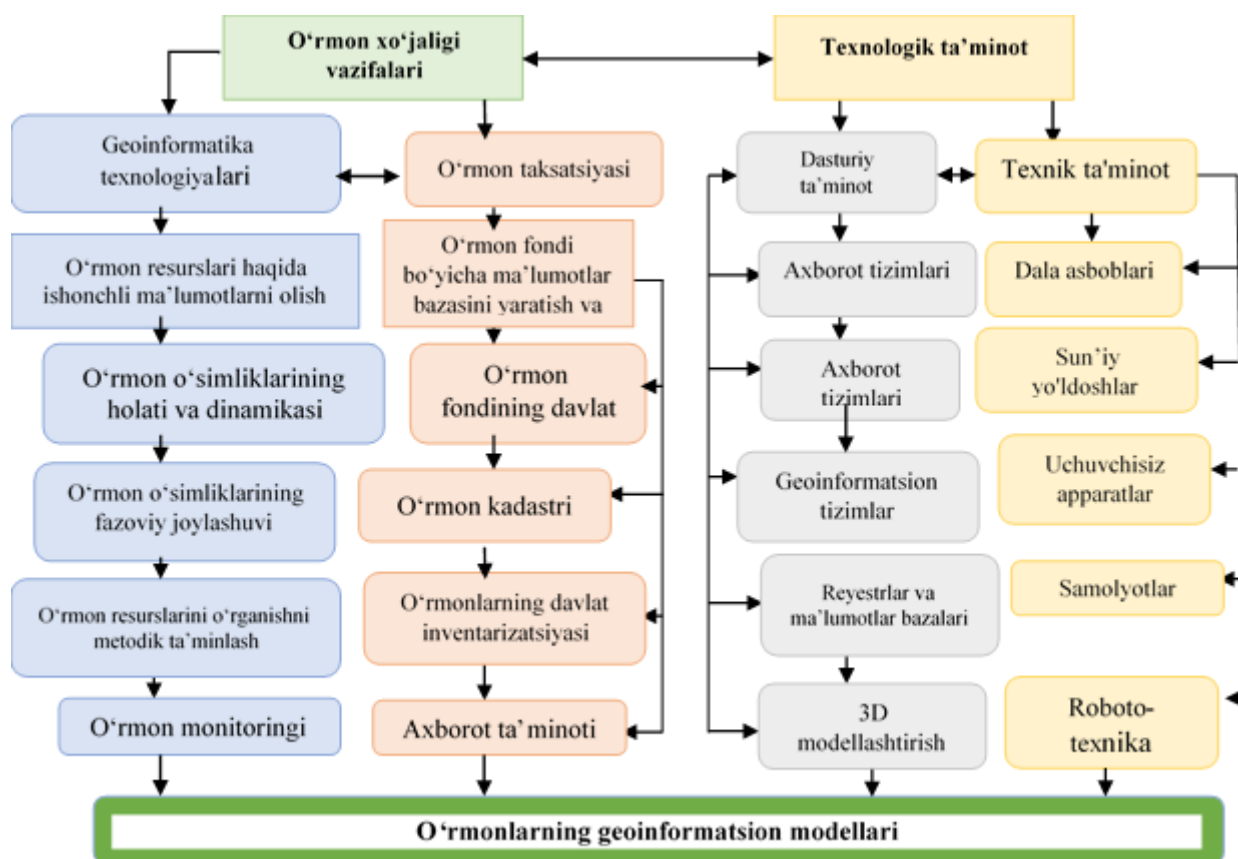 O‘rmon xo‘jaligi
vazifalari
Texnologik ta’minot
Geoinformatika
texnologiyalari
O‘rmon resurslari haqida
ishonchli ma’lumotlarni olish
O‘rmon o‘simliklarining
holati va dinamikasi
O‘rmon o‘simliklarining
fazoviy joylashuvi
O‘rmon resurslarini o‘rganishni
metodik ta’minlash
O‘rmon monitoringi
O‘rmon taksatsiyasi
O‘rmon fondi
bo‘yicha ma’lumotlar
bazasini yaratish va
O‘rmon
fondining davlat
O‘rmon kadastri
O‘rmonlarning davlat
inventarizatsiyasi
Axborot ta’minoti
Dasturiy
ta’minot
Axborot tizimlari
Axborot
tizimlari
Geoinformatsion
tizimlar
Reyestrlar va
ma’lumotlar bazalari
3D
modellashtirish
Texnik ta'minot
Dala asboblari
Sun’iy
yo'ldoshlar
Uchuvchisiz
apparatlar
Samolyotlar
Roboto-
texnika
O‘rmonlarning geoinformatsion modellari